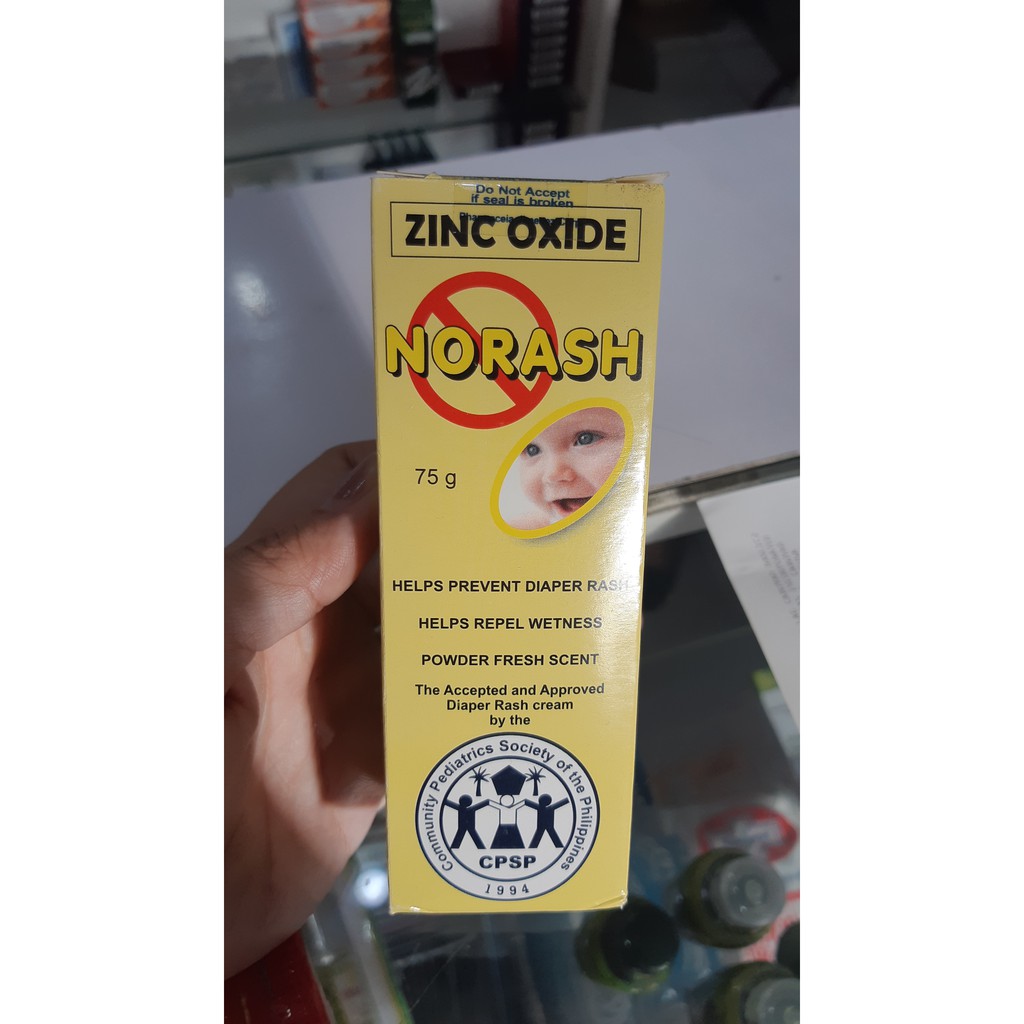 Do Not Accept
if seal is broken
ZINC OXIDE
NORASH
75 g
HELPS PREVENT DIAPER RASH
HELPS REPEL WETNESS
POWDER FRESH SCENT
The Accepted and Approved
Diaper Rash cream
by the
Community Pediatrics Society of the Philippines
CPSP
1994